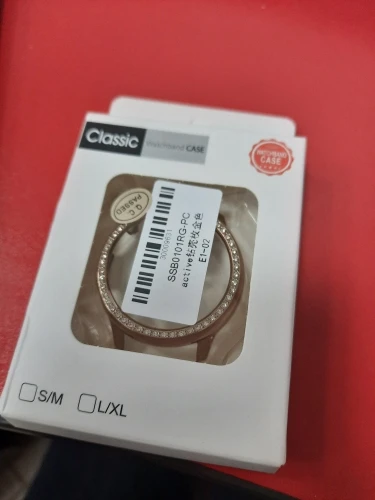 Classic
Watchband CASE
WATCHBAND
CASE
Q.C
PASSED
SSB0101RG-PC
active钻壳玫金色
E1-02
S/M
L/XL